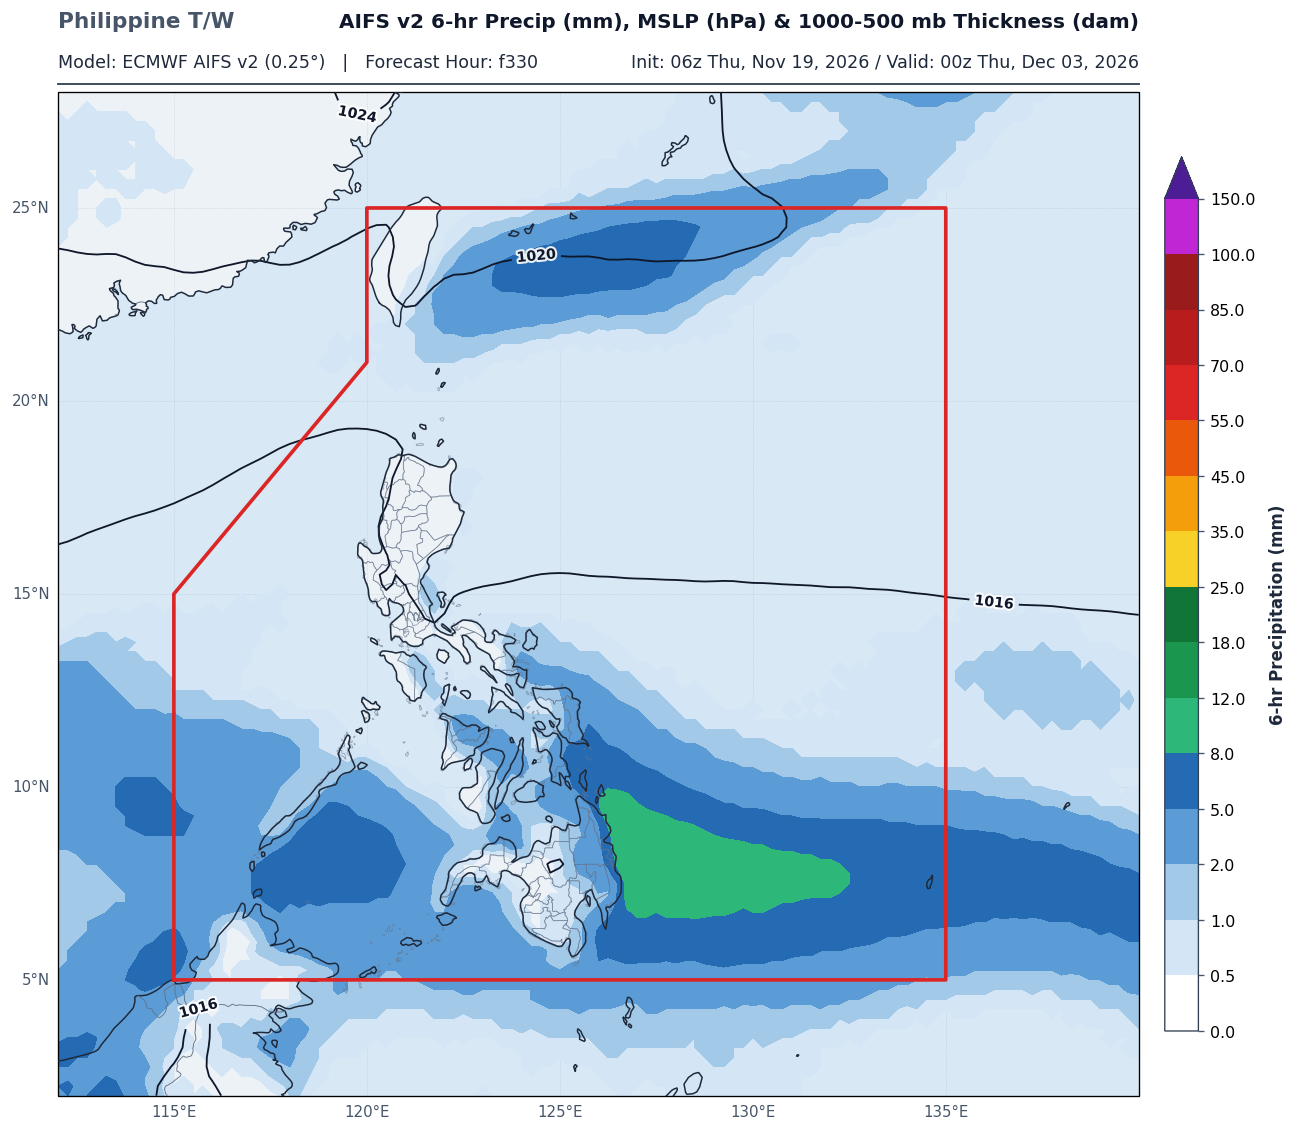 Philippine T/W
AIFS v2 6-hr Precip (mm), MSLP (hPa) & 1000-500 mb Thickness (dam)
Model: ECMWF AIFS v2 (0.25°) | Forecast Hour: f330
Init: 06z Thu, Nov 19, 2026 / Valid: 00z Thu, Dec 03, 2026
1024
1020
1016
1016
25°N
20°N
15°N
10°N
5°N
115°E
120°E
125°E
130°E
135°E
150.0
100.0
85.0
70.0
55.0
45.0
35.0
25.0
18.0
12.0
8.0
5.0
2.0
1.0
0.5
0.0
6-hr Precipitation (mm)